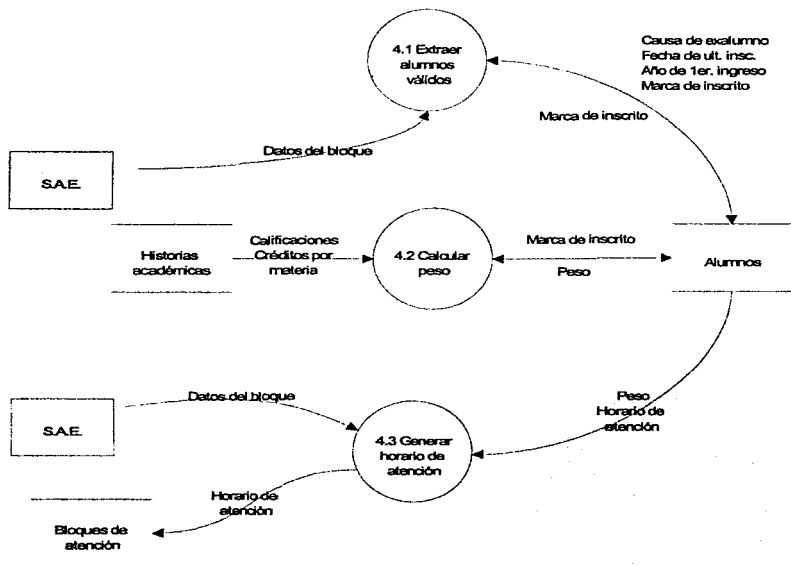 4.1 Extraer
alumnos
válidos
Causa de exalumno
Fecha de ult. insc.
Año de 1er. ingreso
Marca de inscrito
Marca de inscrito
Datos del bloque
S.A.E.
Historias
académicas
Calificaciones
Créditos por
materia
4.2 Calcular
peso
Marca de inscrito
Peso
Alumnos
Datos del bloque
S.A.E.
4.3 Generar
horario de
atención
Peso
Horario de
atención
Horario de
atención
Bloques de
atención